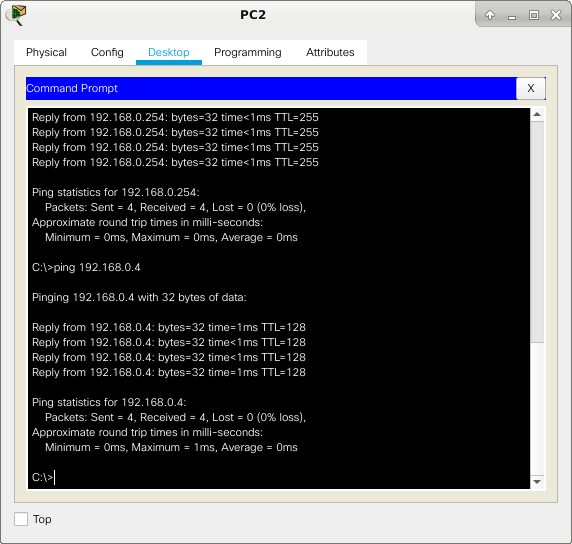 PC2
Physical Config Desktop Programming Attributes
Command Prompt X
Reply from 192.168.0.254: bytes=32 time<1ms TTL=255
Reply from 192.168.0.254: bytes=32 time<1ms TTL=255
Reply from 192.168.0.254: bytes=32 time<1ms TTL=255
Reply from 192.168.0.254: bytes=32 time<1ms TTL=255
Ping statistics for 192.168.0.254:
Packets: Sent = 4, Received = 4, Lost = 0 (0% loss),
Approximate round trip times in milli-seconds:
Minimum = 0ms, Maximum = 0ms, Average = 0ms
C:\>ping 192.168.0.4
Pinging 192.168.0.4 with 32 bytes of data:
Reply from 192.168.0.4: bytes=32 time=1ms TTL=128
Reply from 192.168.0.4: bytes=32 time<1ms TTL=128
Reply from 192.168.0.4: bytes=32 time<1ms TTL=128
Reply from 192.168.0.4: bytes=32 time=1ms TTL=128
Ping statistics for 192.168.0.4:
Packets: Sent = 4, Received = 4, Lost = 0 (0% loss),
Approximate round trip times in milli-seconds:
Minimum = 0ms, Maximum = 1ms, Average = 0ms
C:\>
Top